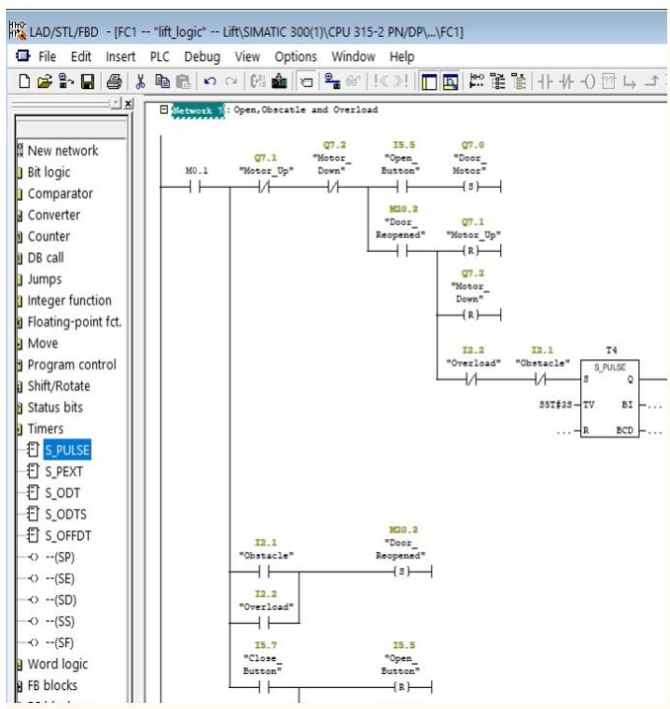 LAD/STL/FBD - [FC1 -- "lift_logic" -- Lift\SIMATIC 300(1)\CPU 315-2 PN/DP\...\FC1]
File Edit Insert PLC Debug View Options Window Help
New network
Bit logic
Comparator
Converter
Counter
DB call
Jumps
Integer function
Floating-point fct.
Move
Program control
Shift/Rotate
Status bits
Timers
S_PULSE
S_PEXT
S_ODT
S_ODTS
S_OFFDT
--(SP)
--(SE)
--(SD)
--(SS)
--(SF)
Word logic
FB blocks
Network 7: Open,Obscatle and Overload
M0.1
Q7.1
"Motor_Up"
Q7.2
"Motor_
Down"
I5.5
"Open_
Button"
Q7.0
"Door_
Motor"
(S)
M20.3
"Door_
Reopened"
Q7.1
"Motor_Up"
(R)
Q7.2
"Motor_
Down"
(R)
I2.2
"Overload"
I2.1
"Obstacle"
T4
S_PULSE
S Q
S5T#3S TV BI ...
... R BCD ...
I2.1
"Obstacle"
M20.3
"Door_
Reopened"
(S)
I2.2
"Overload"
I5.7
"Close_
Button"
I5.5
"Open_
Button"
(R)